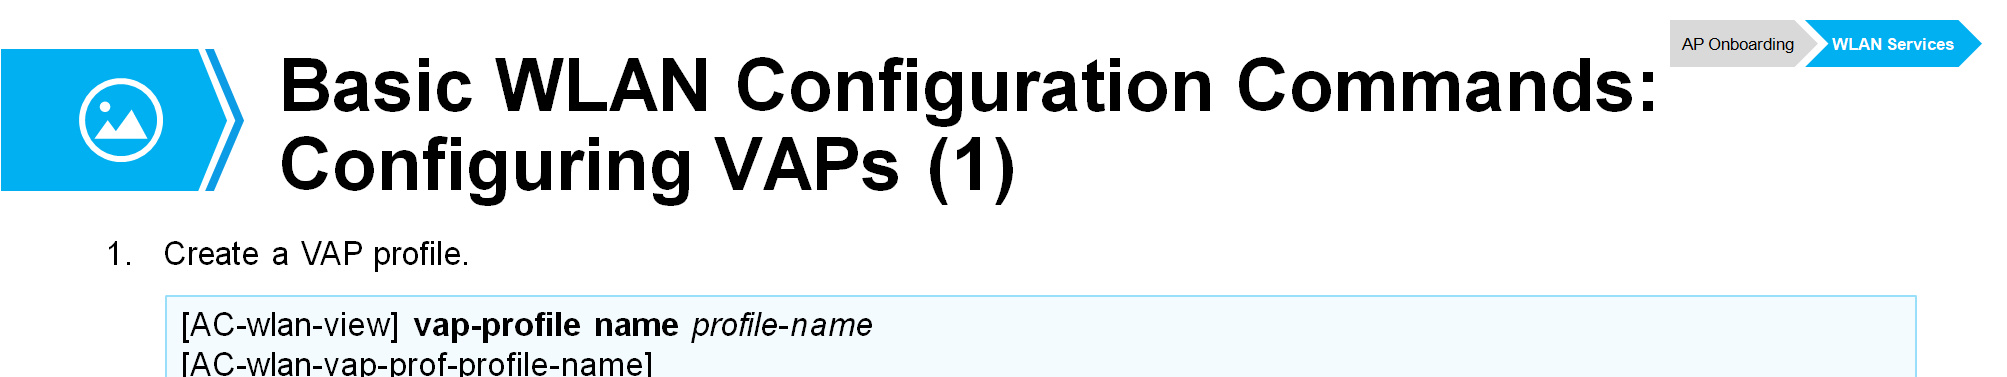 AP Onboarding
WLAN Services
Basic WLAN Configuration Commands:
Configuring VAPs (1)
1. Create a VAP profile.
[AC-wlan-view] vap-profile name profile-name
[AC-wlan-vap-prof-profile-name]